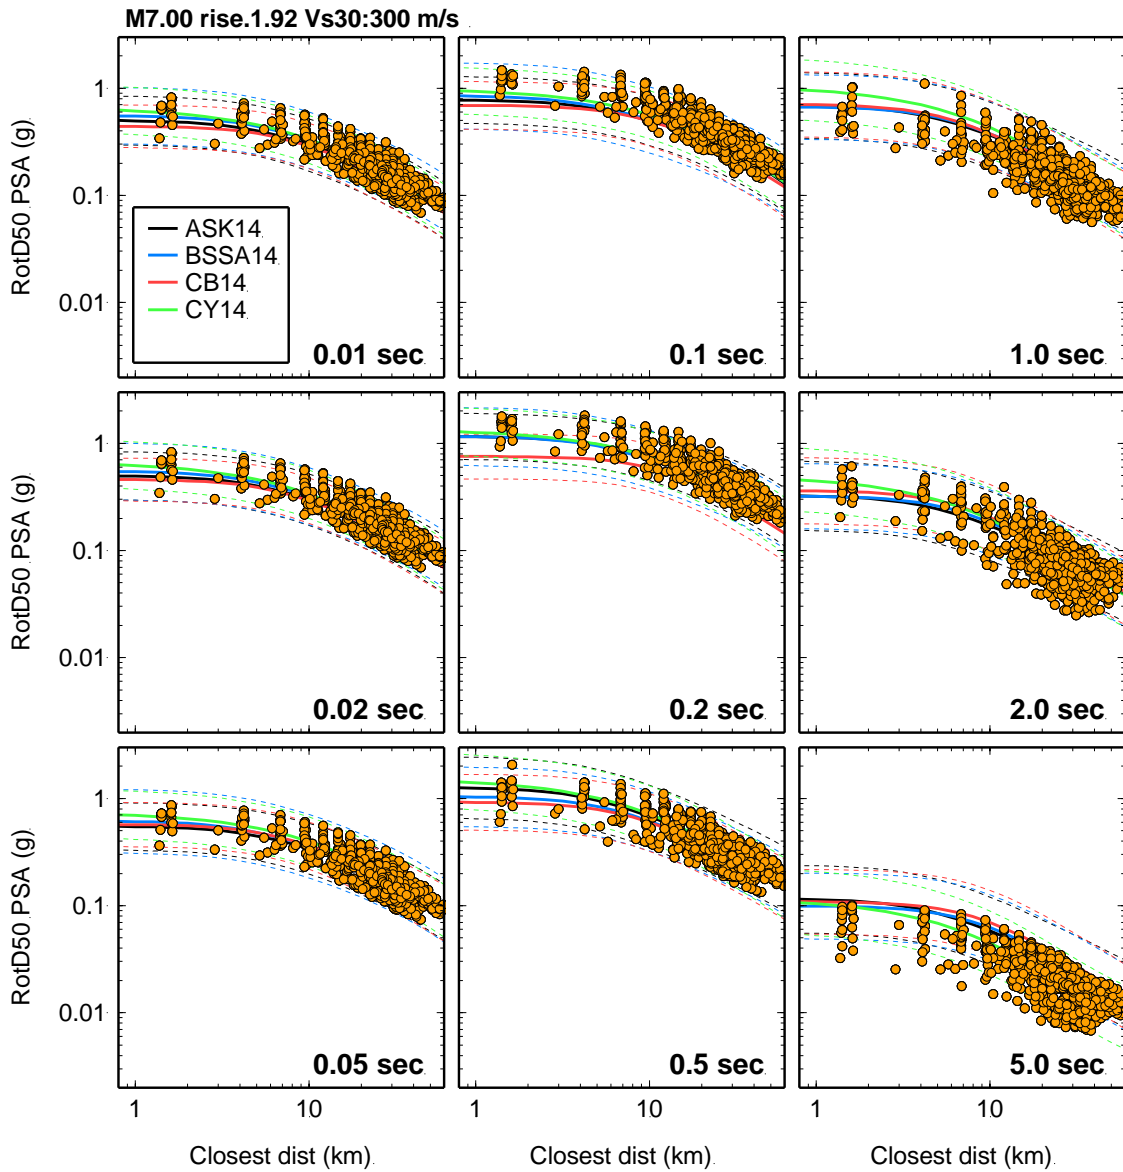 M7.00 rise.1.92 Vs30:300 m/s
RotD50 PSA (g)
1
0.1
0.01
ASK14
BSSA14
CB14
CY14
0.01 sec
0.1 sec
1.0 sec
RotD50 PSA (g)
1
0.1
0.01
0.02 sec
0.2 sec
2.0 sec
RotD50 PSA (g)
1
0.1
0.01
0.05 sec
0.5 sec
5.0 sec
1 10
1 10
1 10
Closest dist (km)
Closest dist (km)
Closest dist (km)